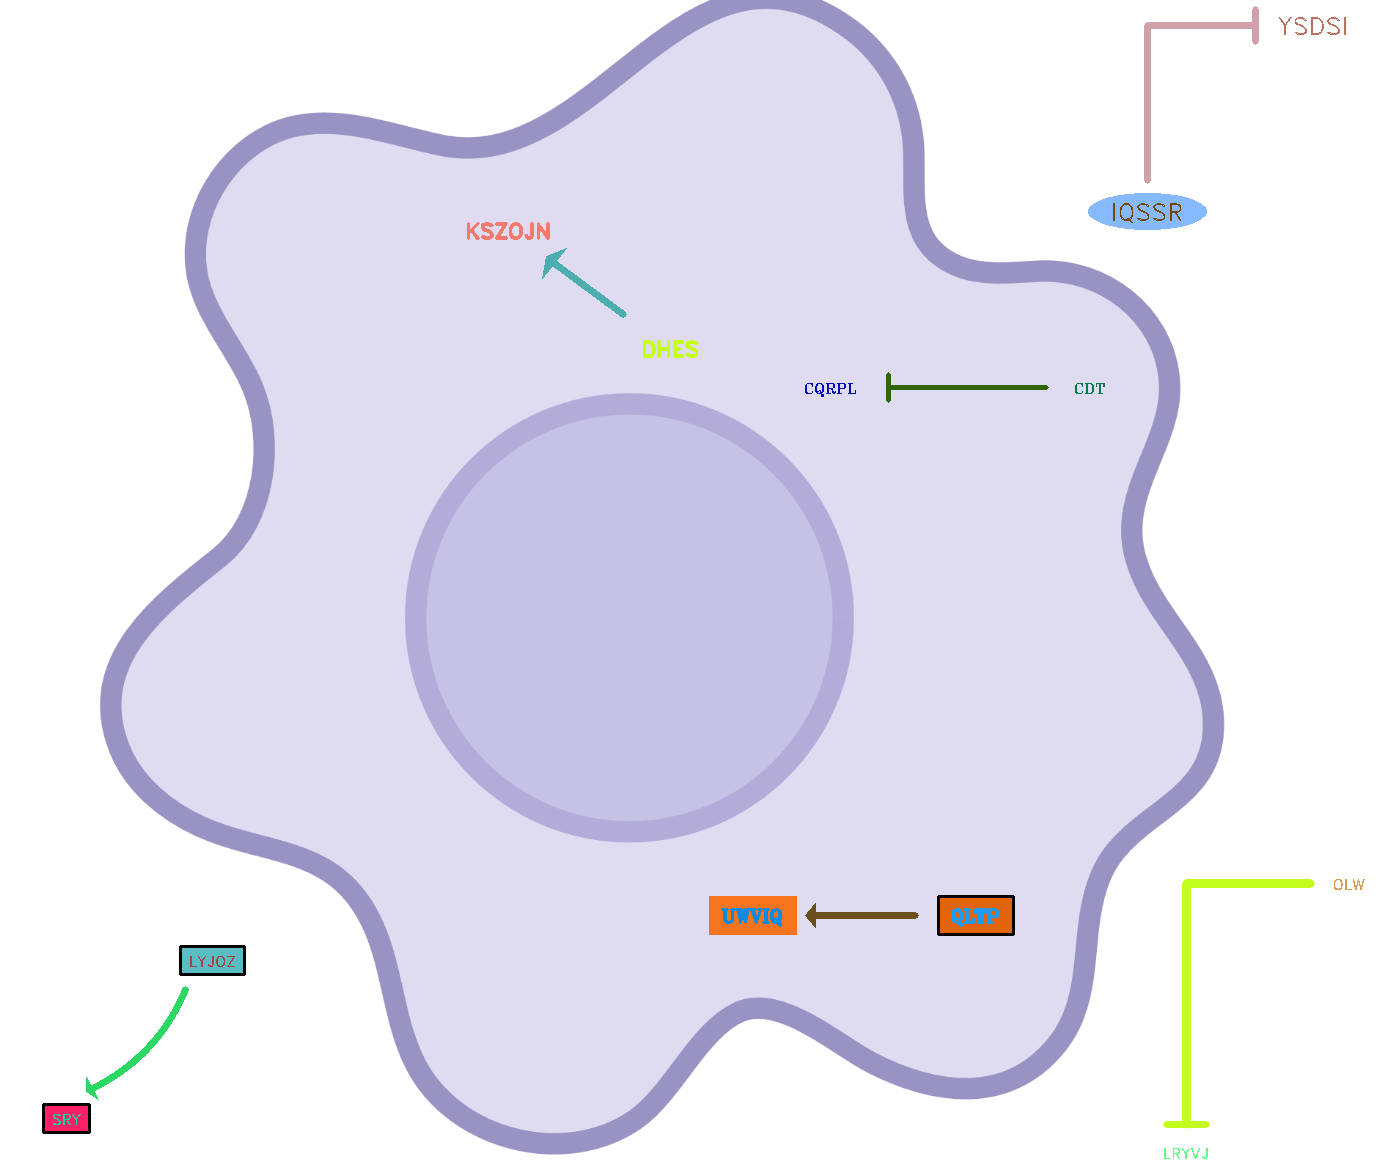 YSDSI
IQSSR
KSZOJN
DHES
CQRPL
CDT
OLW
UWVIQ
QLTP
LYJOZ
SRY
LRYVJ